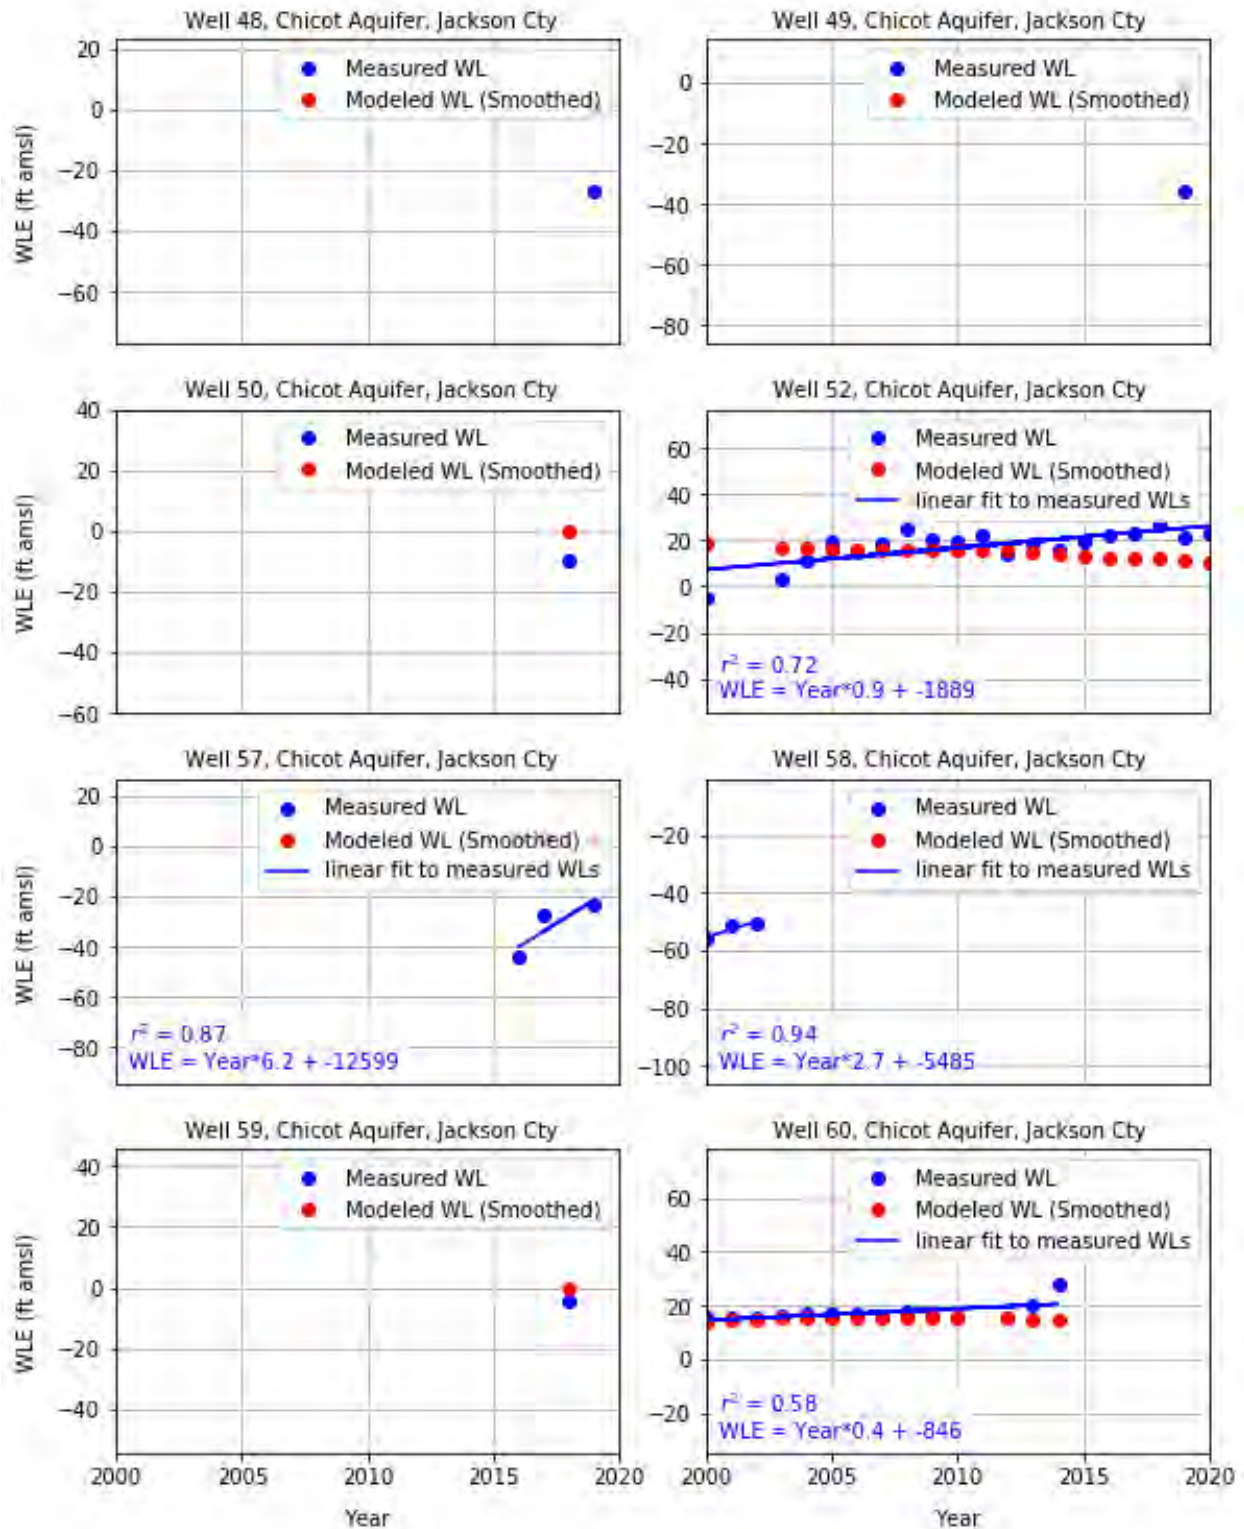 Well 48, Chicot Aquifer, Jackson Cty
20
0
−20
−40
−60
WLE (ft amsl)
Measured WL
Modeled WL (Smoothed)
2000
2005
2010
2015
2020
Well 49, Chicot Aquifer, Jackson Cty
0
−20
−40
−60
−80
Measured WL
Modeled WL (Smoothed)
2000
2005
2010
2015
2020
Well 50, Chicot Aquifer, Jackson Cty
40
20
0
−20
−40
−60
WLE (ft amsl)
Measured WL
Modeled WL (Smoothed)
Well 52, Chicot Aquifer, Jackson Cty
60
40
20
0
−20
−40
Measured WL
Modeled WL (Smoothed)
linear fit to measured WLs
r² = 0.72
WLE = Year*0.9 + -1889
Well 57, Chicot Aquifer, Jackson Cty
20
0
−20
−40
−60
−80
WLE (ft amsl)
Measured WL
Modeled WL (Smoothed)
linear fit to measured WLs
r² = 0.87
WLE = Year*6.2 + -12599
Well 58, Chicot Aquifer, Jackson Cty
−20
−40
−60
−80
−100
Measured WL
Modeled WL (Smoothed)
linear fit to measured WLs
r² = 0.94
WLE = Year*2.7 + -5485
Well 59, Chicot Aquifer, Jackson Cty
40
20
0
−20
−40
WLE (ft amsl)
Measured WL
Modeled WL (Smoothed)
2000
2005
2010
2015
2020
Year
Well 60, Chicot Aquifer, Jackson Cty
60
40
20
0
−20
Measured WL
Modeled WL (Smoothed)
linear fit to measured WLs
r² = 0.58
WLE = Year*0.4 + -846
2000
2005
2010
2015
2020
Year